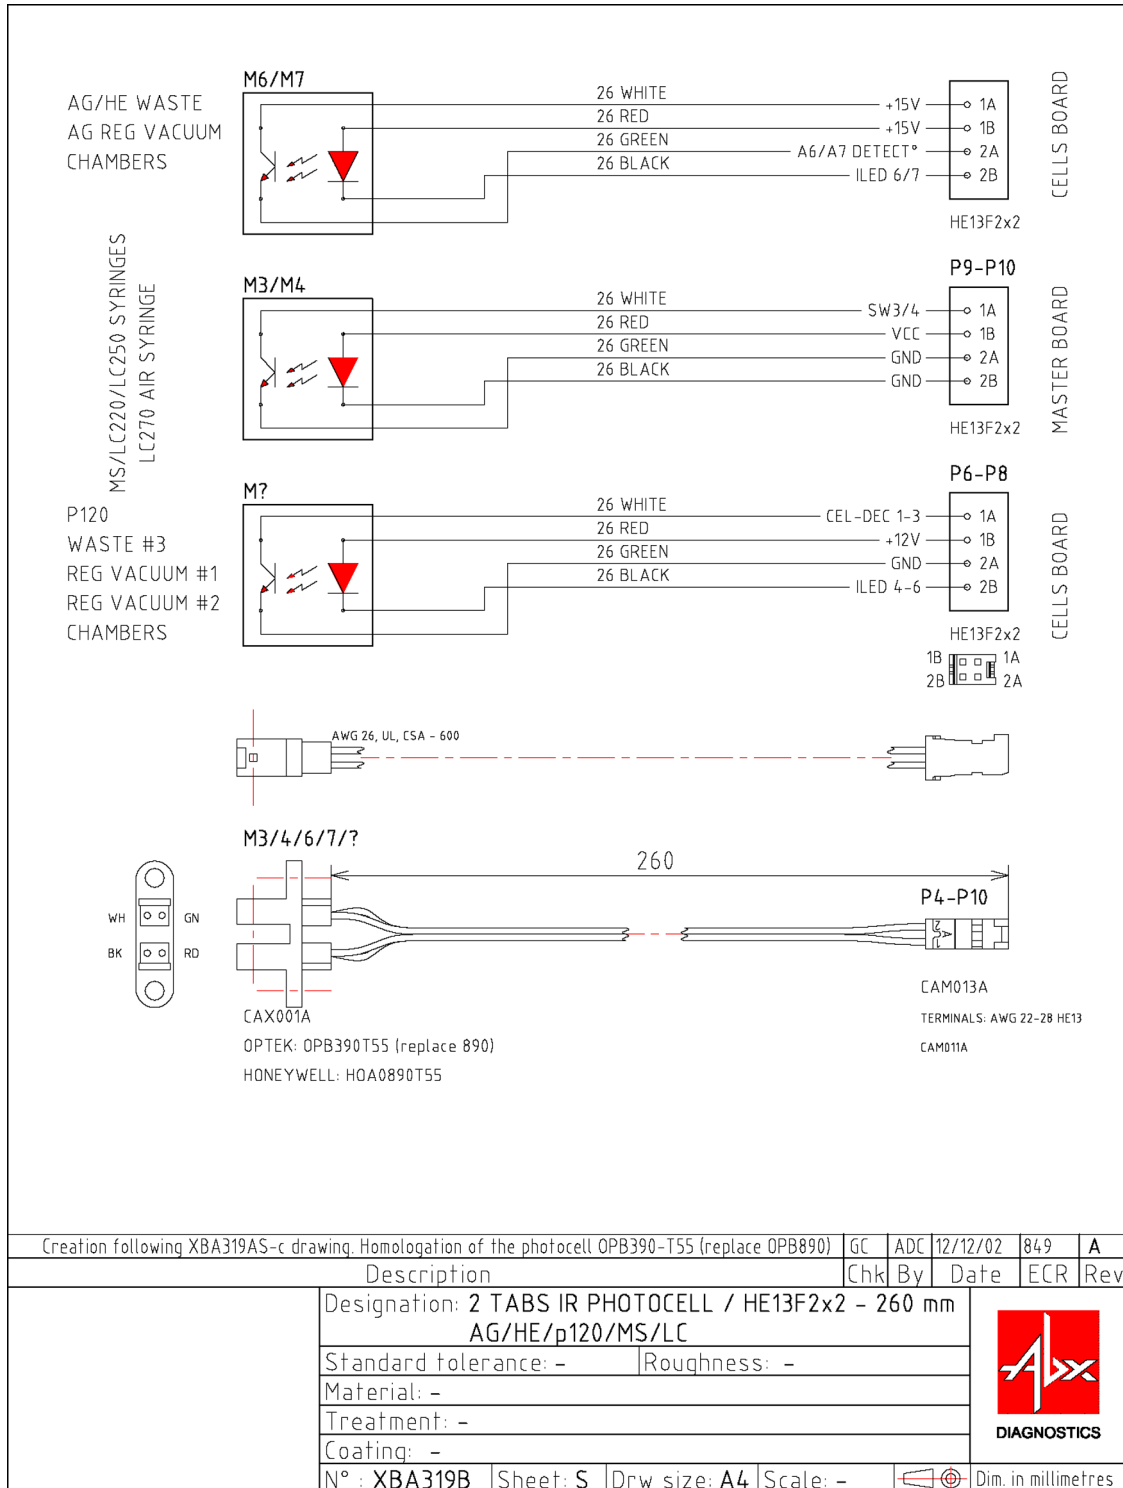 M6/M7
AG/HE WASTE
AG REG VACUUM
CHAMBERS
26 WHITE
26 RED
26 GREEN
26 BLACK
+15V
+15V
A6/A7 DETECT°
ILED 6/7
1A
1B
2A
2B
CELLS BOARD
HE13F2x2
MS/LC220/LC250 SYRINGES
LC270 AIR SYRINGE
M3/M4
26 WHITE
26 RED
26 GREEN
26 BLACK
SW3/4
VCC
GND
GND
P9-P10
1A
1B
2A
2B
MASTER BOARD
HE13F2x2
M?
P120
WASTE #3
REG VACUUM #1
REG VACUUM #2
CHAMBERS
26 WHITE
26 RED
26 GREEN
26 BLACK
CEL-DEC 1-3
+12V
GND
ILED 4-6
P6-P8
1A
1B
2A
2B
CELLS BOARD
HE13F2x2
1B 1A
2B 2A
AWG 26, UL, CSA - 600
M3/4/6/7/?
260
P4-P10
WH GN
BK RD
1 A 2
CAX001A
OPTEK: OPB390T55 (replace 890)
HONEYWELL: HOA0890T55
CAM013A
TERMINALS: AWG 22-28 HE13
CAM011A
Creation following XBA319AS-c drawing. Homologation of the photocell OPB390-T55 (replace OPB890) GC ADC 12/12/02 849 A
Description Chk By Date ECR Rev
Designation: 2 TABS IR PHOTOCELL / HE13F2x2 - 260 mm
AG/HE/p120/MS/LC
Standard tolerance: - Roughness: -
Material: -
Treatment: -
Coating: -
N° : XBA319B Sheet: S Drw size: A4 Scale: - Dim. in millimetres
Abx
DIAGNOSTICS